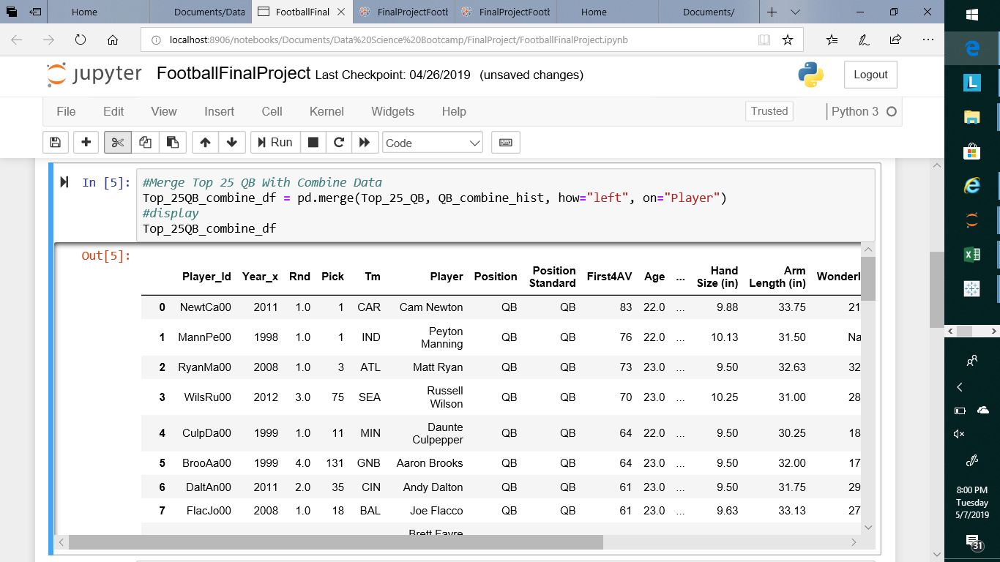 Home Documents/Data FootballFinal FinalProjectFootl FinalProjectFootl Home Documents/
localhost:8906/notebooks/Documents/Data%20Science%20Bootcamp/FinalProject/FootballFinalProject.ipynb
jupyter FootballFinalProject Last Checkpoint: 04/26/2019 (unsaved changes) Logout
File Edit View Insert Cell Kernel Widgets Help Trusted Python 3
Run Code
In [5]: #Merge Top 25 QB With Combine Data
Top_25QB_combine_df = pd.merge(Top_25_QB, QB_combine_hist, how="left", on="Player")
#display
Top_25QB_combine_df
Out[5]:
Player_Id Year_x Rnd Pick Tm Player Position Position Standard First4AV Age ... Hand Size (in) Arm Length (in) Wonderl
0 NewtCa00 2011 1.0 1 CAR Cam Newton QB QB 83 22.0 ... 9.88 33.75 21
1 MannPe00 1998 1.0 1 IND Peyton Manning QB QB 76 22.0 ... 10.13 31.50 Na
2 RyanMa00 2008 1.0 3 ATL Matt Ryan QB QB 73 23.0 ... 9.50 32.63 32
3 WilsRu00 2012 3.0 75 SEA Russell Wilson QB QB 70 23.0 ... 10.25 31.00 28
4 CulpDa00 1999 1.0 11 MIN Daunte Culpepper QB QB 64 22.0 ... 9.50 30.25 18
5 BrooAa00 1999 4.0 131 GNB Aaron Brooks QB QB 64 23.0 ... 9.50 32.00 17
6 DaltAn00 2011 2.0 35 CIN Andy Dalton QB QB 61 23.0 ... 9.50 31.75 29
7 FlacJo00 2008 1.0 18 BAL Joe Flacco QB QB 61 23.0 ... 9.63 33.13 27
Brett Favre
8:00 PM
Tuesday
5/7/2019
31